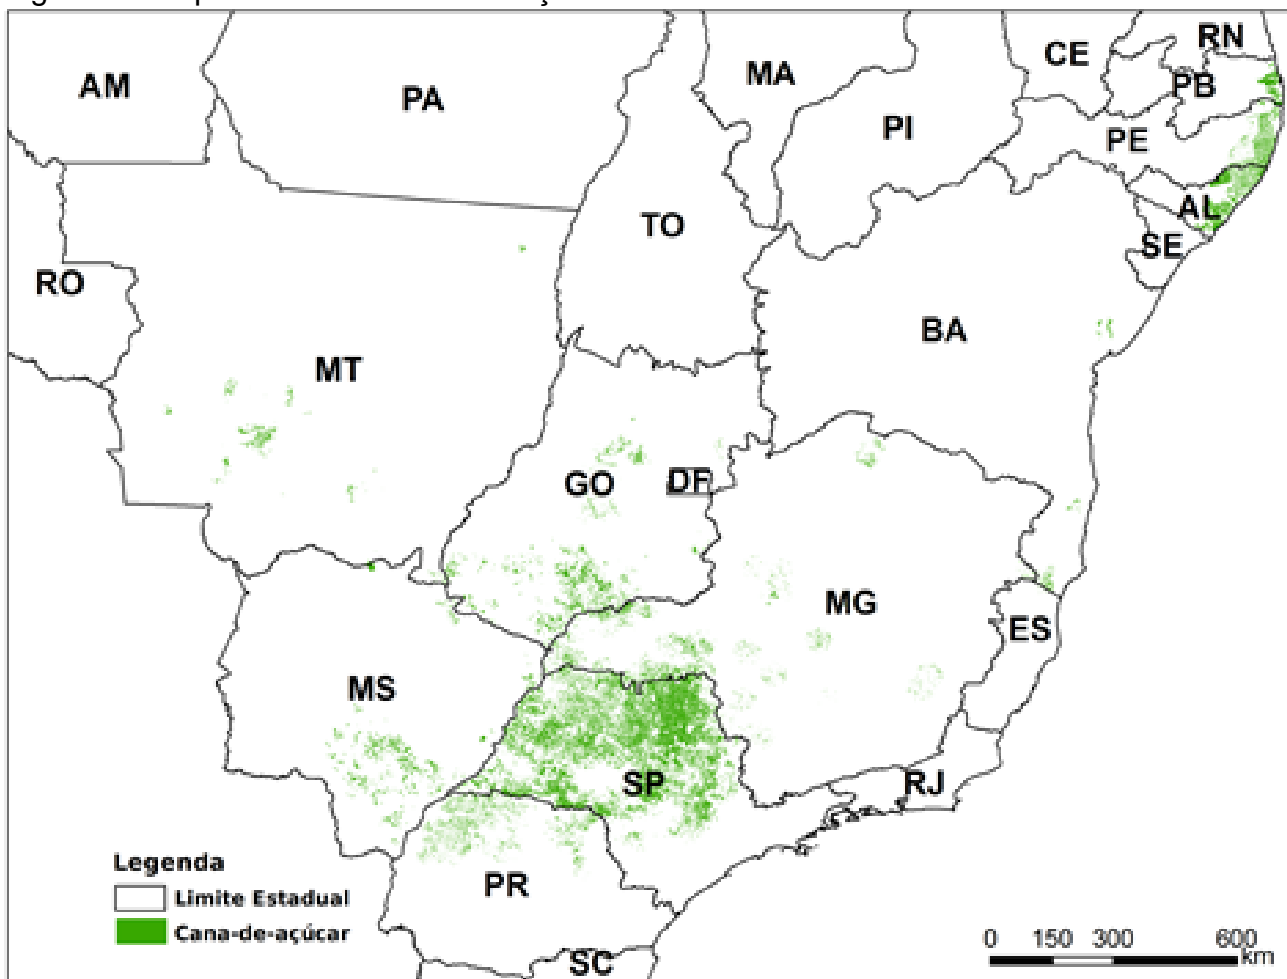 AM
PA
MA
CE
RN
PB
PI
PE
TO
AL
SE
RO
BA
MT
GO
DF
MG
ES
MS
SP
RJ
PR
SC
Legenda
Limite Estadual
Cana-de-açúcar
0 150 300 600
km